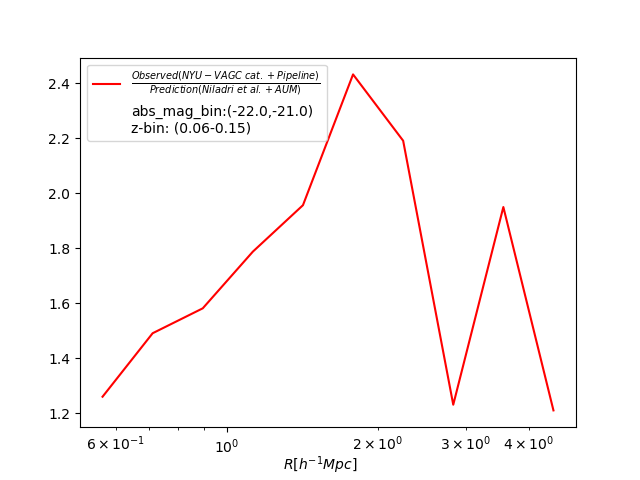 Observed(NYU−VAGC cat. + Pipeline)
Prediction(Niladri et al. + AUM)
abs_mag_bin:(-22.0,-21.0)
z-bin: (0.06-0.15)
2.4
2.2
2.0
1.8
1.6
1.4
1.2
6 × 10⁻¹ 10⁰ 2 × 10⁰ 3 × 10⁰ 4 × 10⁰
R[h⁻¹Mpc]